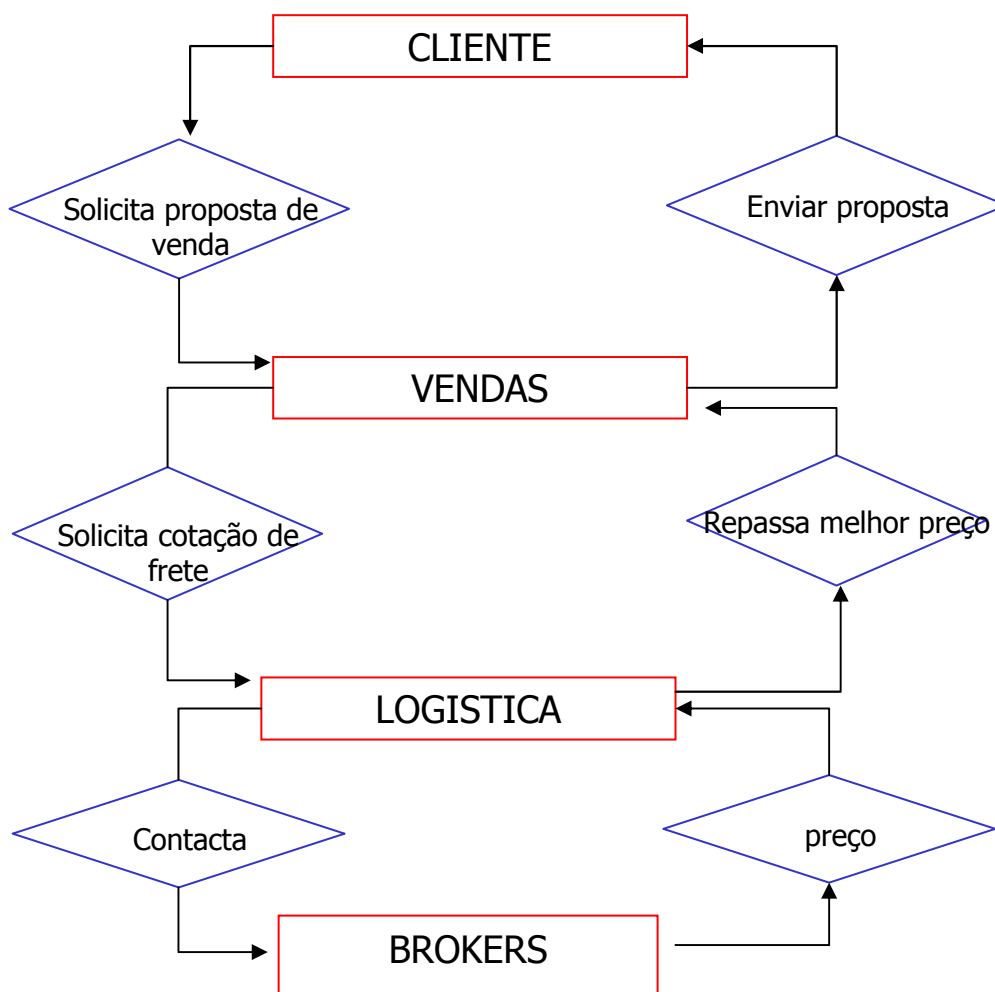 CLIENTE
Solicita proposta de
venda
Enviar proposta
VENDAS
Solicita cotação de
frete
Repassa melhor preço
LOGISTICA
Contacta
preço
BROKERS